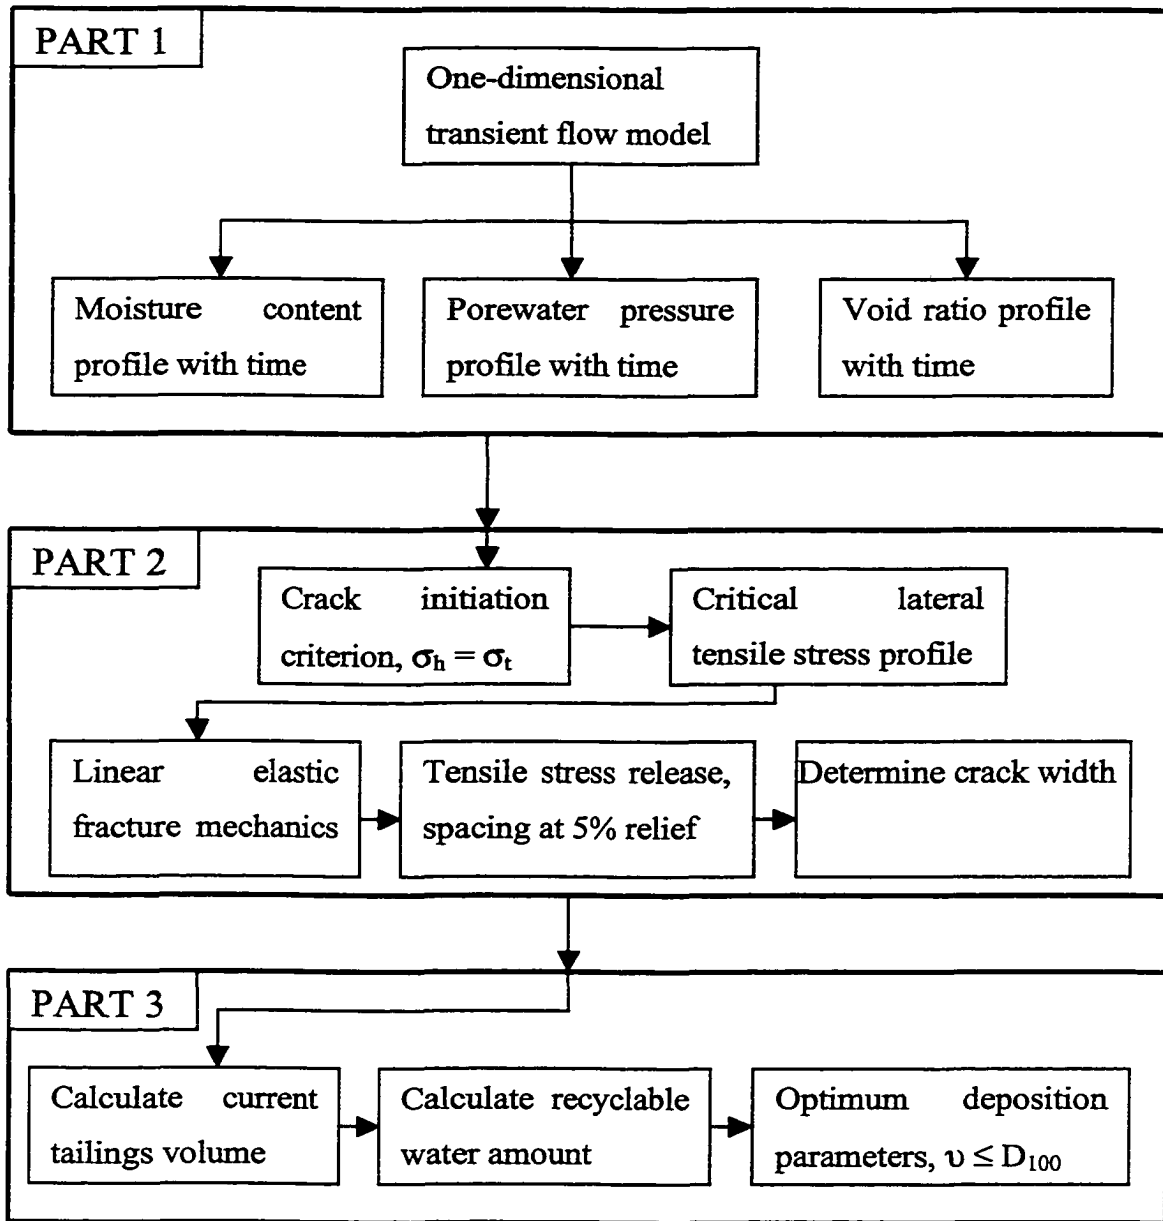 PART 1
One-dimensional
transient flow model
Moisture content
profile with time
Porewater pressure
profile with time
Void ratio profile
with time
PART 2
Crack initiation
criterion, σh = σt
Critical lateral
tensile stress profile
Linear elastic
fracture mechanics
Tensile stress release,
spacing at 5% relief
Determine crack width
PART 3
Calculate current
tailings volume
Calculate recyclable
water amount
Optimum deposition
parameters, υ ≤ D100